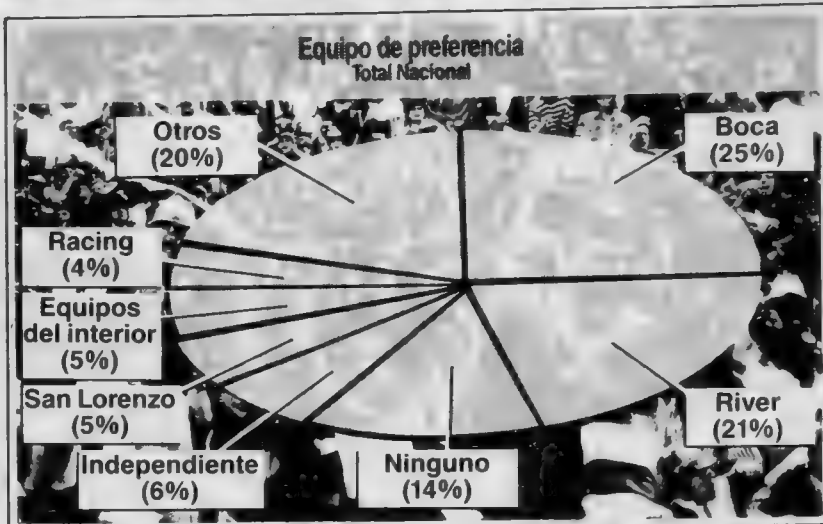 Equipo de preferencia
Total Nacional
Otros
(20%)
Boca
(25%)
Racing
(4%)
Equipos
del interior
(5%)
San Lorenzo
(5%)
Independiente
(6%)
Ninguno
(14%)
River
(21%)